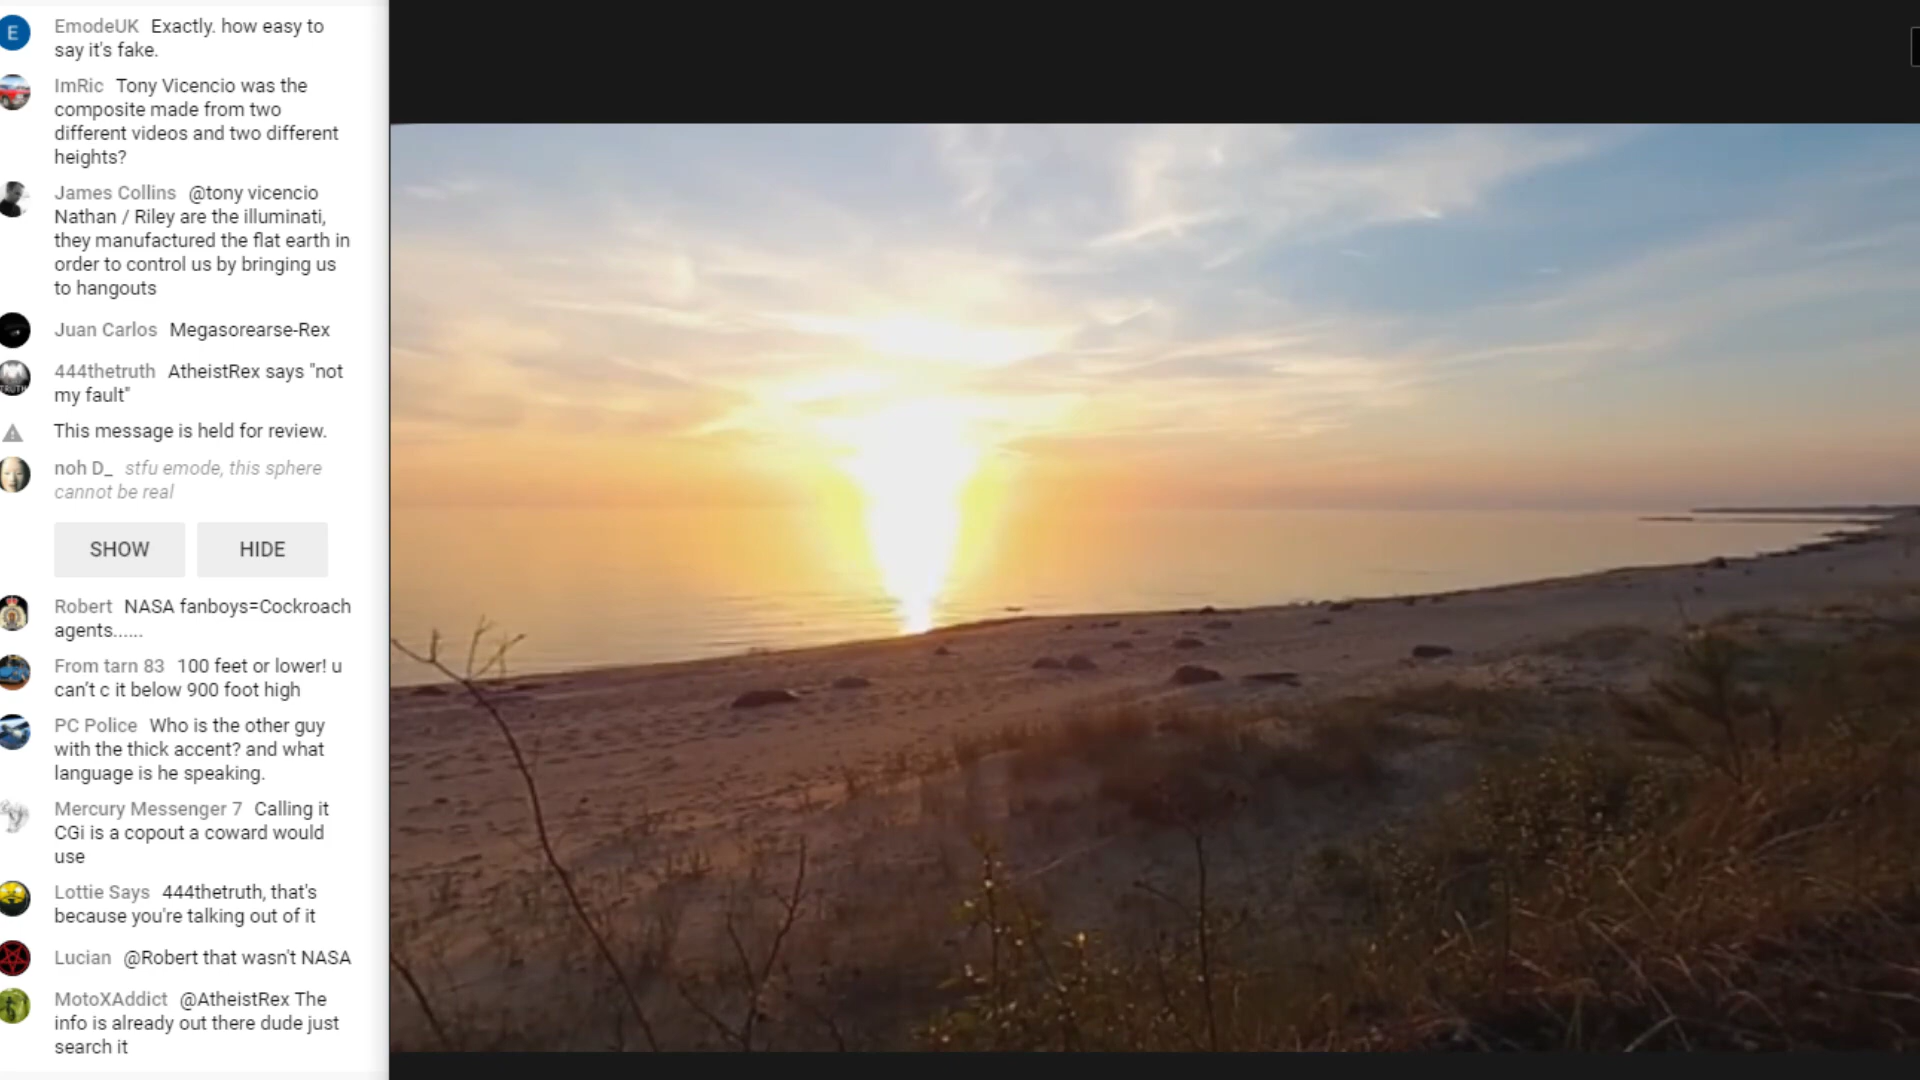 E
EmodeUK Exactly. how easy to
say it's fake.
ImRic Tony Vicencio was the
composite made from two
different videos and two different
heights?
James Collins @tony vicencio
Nathan / Riley are the illuminati,
they manufactured the flat earth in
order to control us by bringing us
to hangouts
Juan Carlos Megasorearse-Rex
444thetruth AtheistRex says "not
my fault"
TRUTH
This message is held for review.
noh D_ stfu emode, this sphere
cannot be real
SHOW HIDE
Robert NASA fanboys=Cockroach
agents......
From tarn 83 100 feet or lower! u
can't c it below 900 foot high
PC Police Who is the other guy
with the thick accent? and what
language is he speaking.
Mercury Messenger 7 Calling it
CGi is a copout a coward would
use
Lottie Says 444thetruth, that's
because you're talking out of it
Lucian @Robert that wasn't NASA
MotoXAddict @AtheistRex The
info is already out there dude just
search it